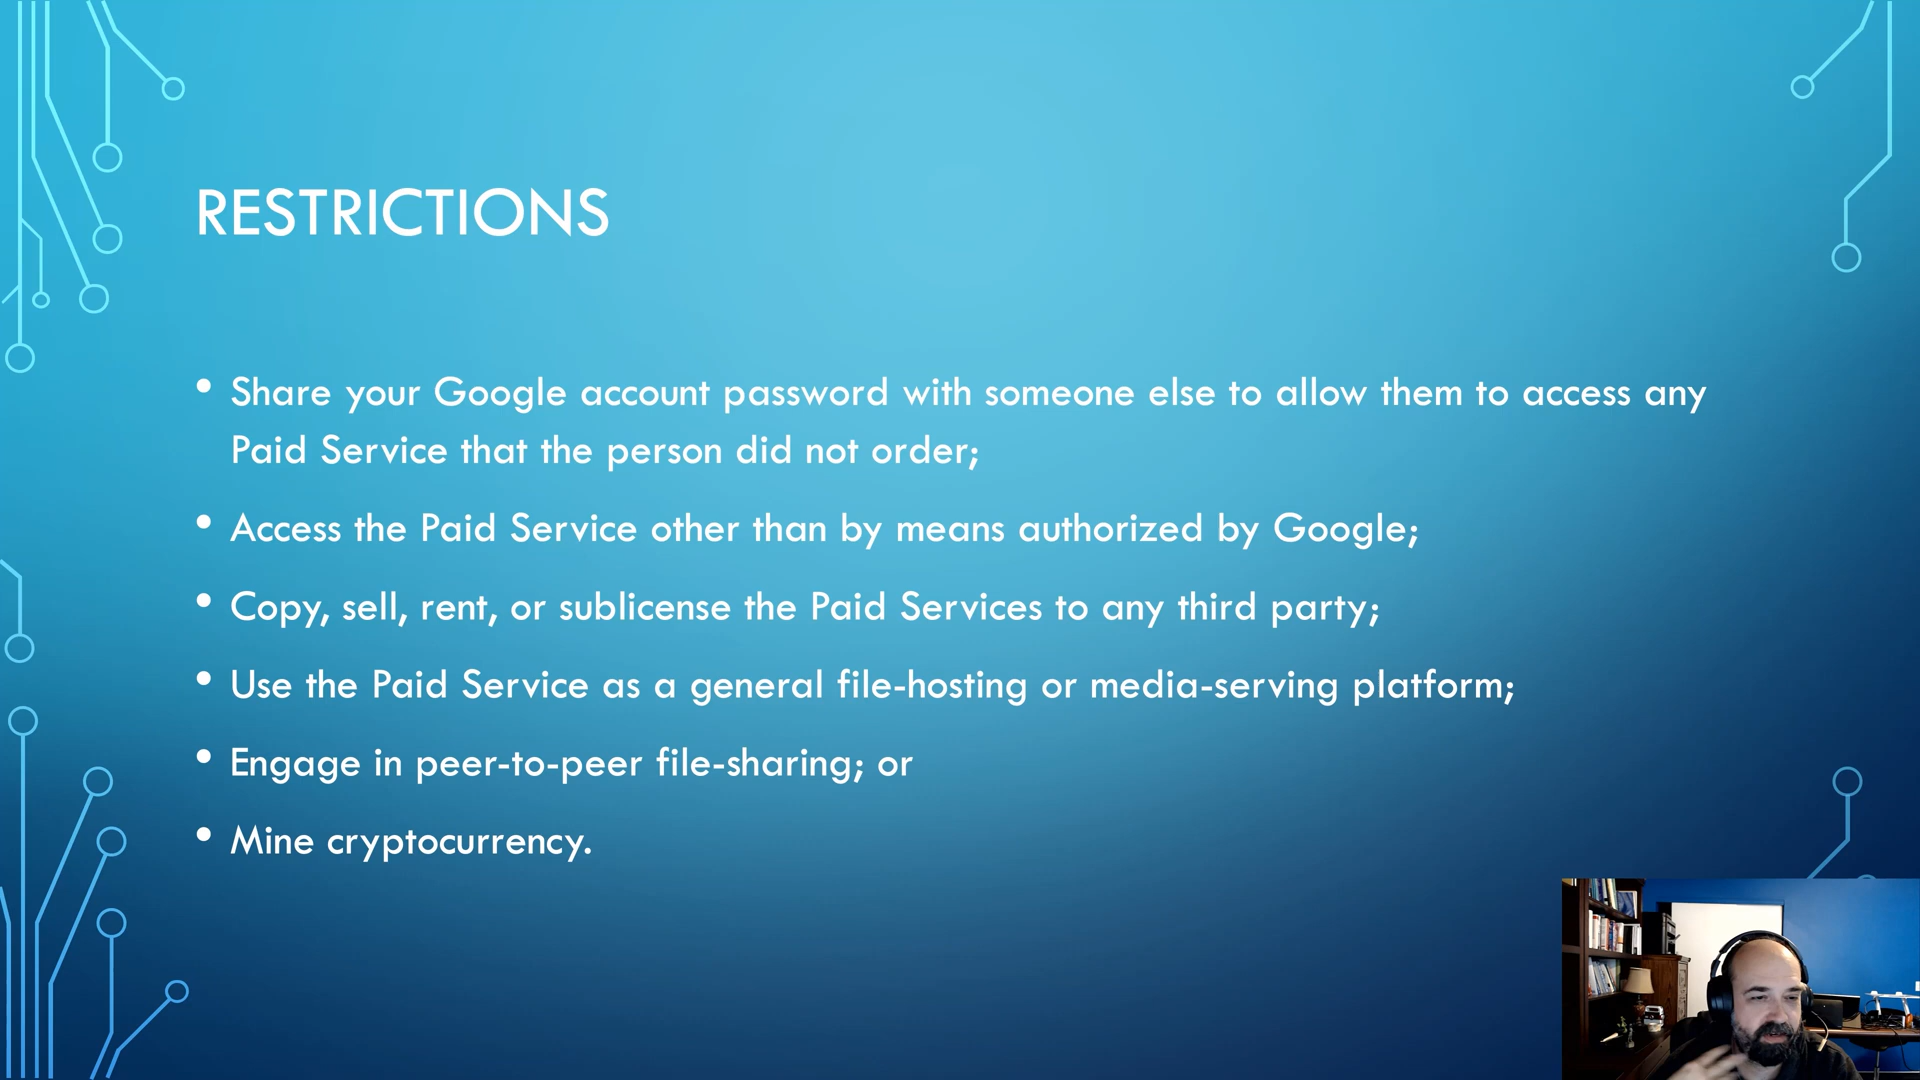 RESTRICTIONS
• Share your Google account password with someone else to allow them to access any
Paid Service that the person did not order;
• Access the Paid Service other than by means authorized by Google;
• Copy, sell, rent, or sublicense the Paid Services to any third party;
• Use the Paid Service as a general file-hosting or media-serving platform;
• Engage in peer-to-peer file-sharing; or
• Mine cryptocurrency.